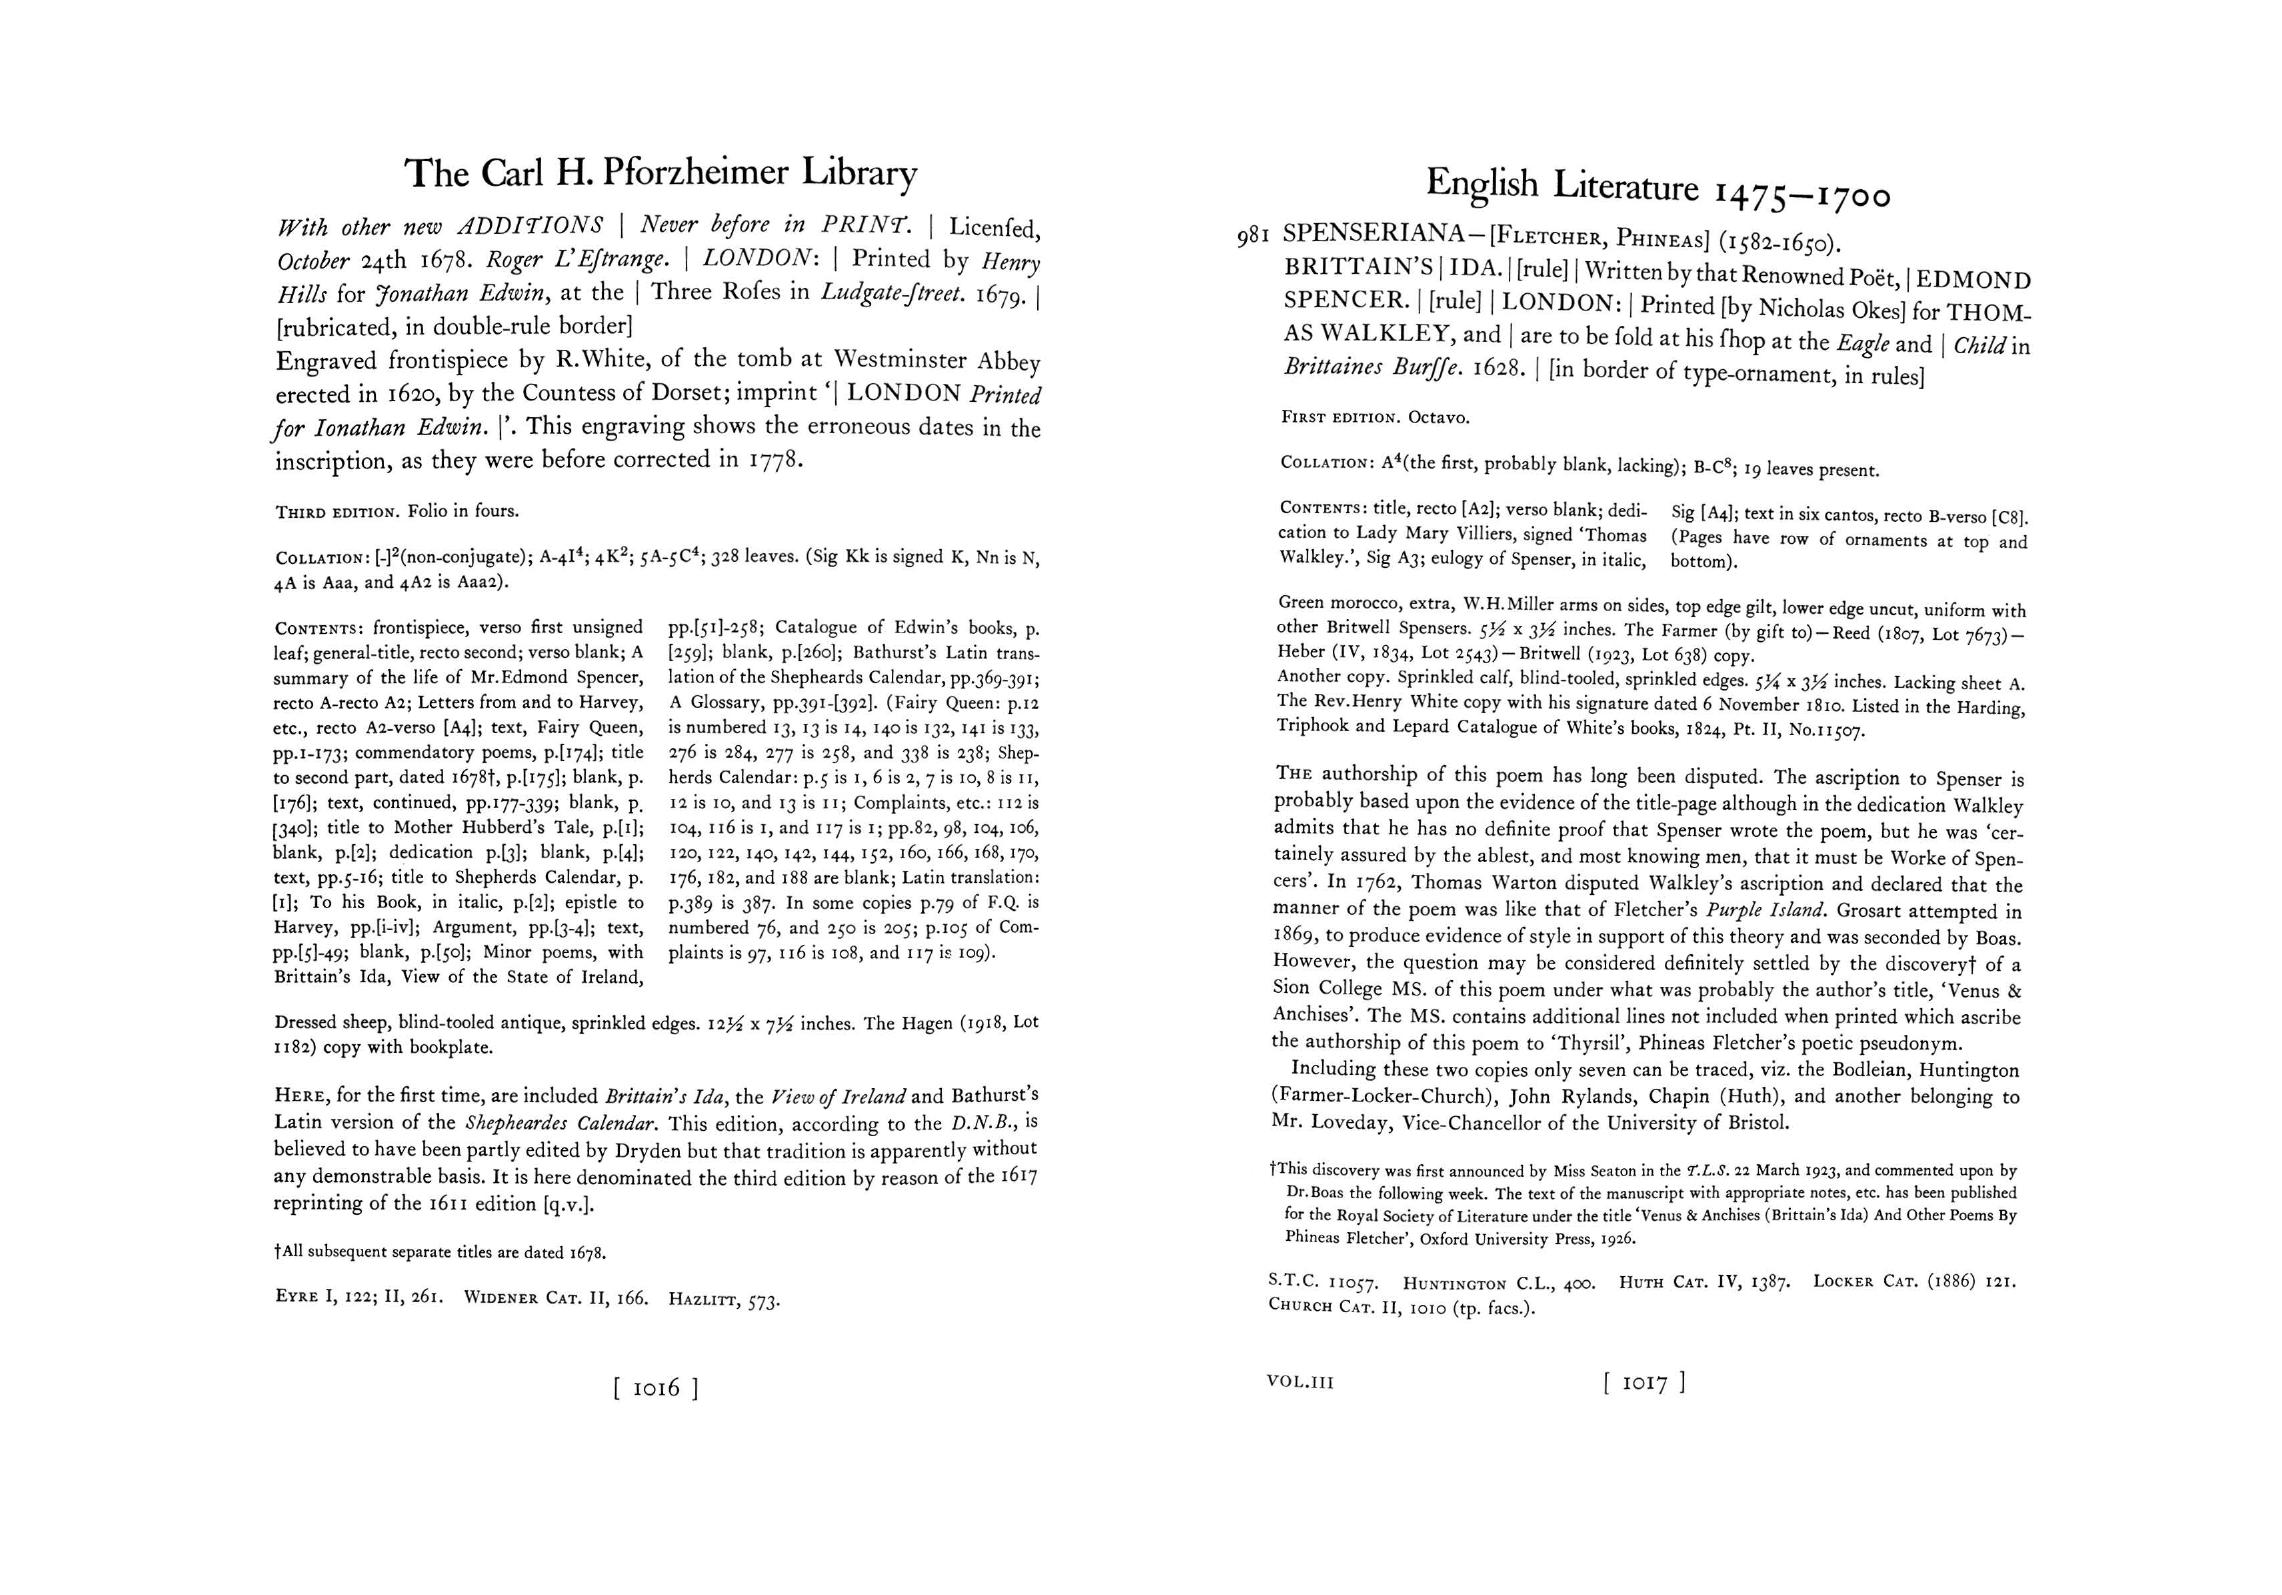 The Carl H. Pforzheimer Library
With other new ADDITIONS | Never before in PRINT. | Licenſed,
October 24th 1678. Roger L'Eſtrange. | LONDON: | Printed by Henry
Hills for Jonathan Edwin, at the | Three Roſes in Ludgate-ſtreet. 1679. |
[rubricated, in double-rule border]
Engraved frontispiece by R.White, of the tomb at Westminster Abbey
erected in 1620, by the Countess of Dorset; imprint ‘| LONDON Printed
for Ionathan Edwin. |’. This engraving shows the erroneous dates in the
inscription, as they were before corrected in 1778.
THIRD EDITION. Folio in fours.
COLLATION: [-]²(non-conjugate); A-4I⁴; 4K²; 5A-5C⁴; 328 leaves. (Sig Kk is signed K, Nn is N,
4A is Aaa, and 4A2 is Aaa2).
CONTENTS: frontispiece, verso first unsigned
leaf; general-title, recto second; verso blank; A
summary of the life of Mr.Edmond Spenser,
recto A-recto A2; Letters from and to Harvey,
etc., recto A2-verso [A4]; text, Fairy Queen,
pp.1-173; commendatory poems, p.[174]; title
to second part, dated 1678†, p.[175]; blank, p.
[176]; text, continued, pp.177-339; blank, p.
[340]; title to Mother Hubberd's Tale, p.[1];
blank, p.[2]; dedication p.[3]; blank, p.[4];
text, pp.5-16; title to Shepherds Calendar, p.
[1]; To his Book, in italic, p.[2]; epistle to
Harvey, pp.[i-iv]; Argument, pp.[3-4]; text,
pp.[5]-49; blank, p.[50]; Minor poems, with
Brittain's Ida, View of the State of Ireland,
pp.[51]-258; Catalogue of Edwin's books, p.
[259]; blank, p.[260]; Bathurst's Latin trans-
lation of the Shepheards Calendar, pp.369-391;
A Glossary, pp.391-[392]. (Fairy Queen: p.12
is numbered 13, 13 is 14, 140 is 132, 141 is 133,
276 is 284, 277 is 258, and 338 is 238; Shep-
herds Calendar: p.5 is 1, 6 is 2, 7 is 10, 8 is 11,
12 is 10, and 13 is 11; Complaints, etc.: 112 is
104, 116 is 1, and 117 is 1; pp.82, 98, 104, 106,
120, 122, 140, 142, 144, 152, 160, 166, 168, 170,
176, 182, and 188 are blank; Latin translation:
p.389 is 387. In some copies p.79 of F.Q. is
numbered 76, and 250 is 205; p.105 of Com-
plaints is 97, 116 is 108, and 117 is 109).
Dressed sheep, blind-tooled antique, sprinkled edges. 12½ x 7½ inches. The Hagen (1918, Lot
1182) copy with bookplate.
HERE, for the first time, are included Brittain's Ida, the View of Ireland and Bathurst's
Latin version of the Shepheardes Calendar. This edition, according to the D.N.B., is
believed to have been partly edited by Dryden but that tradition is apparently without
any demonstrable basis. It is here denominated the third edition by reason of the 1617
reprinting of the 1611 edition [q.v.].
†All subsequent separate titles are dated 1678.
EYRE I, 122; II, 261. WIDENER CAT. II, 166. HAZLITT, 573.
[ 1016 ]
English Literature 1475–1700
981 SPENSERIANA—[FLETCHER, PHINEAS] (1582-1650).
BRITTAIN'S | IDA. | [rule] | Written by that Renowned Poët, | EDMOND
SPENCER. | [rule] | LONDON: | Printed [by Nicholas Okes] for THOM-
AS WALKLEY, and | are to be ſold at his ſhop at the Eagle and | Child in
Brittaines Burſſe. 1628. | [in border of type-ornament, in rules]
FIRST EDITION. Octavo.
COLLATION: A⁴(the first, probably blank, lacking); B-C⁸; 19 leaves present.
CONTENTS: title, recto [A2]; verso blank; dedi-
cation to Lady Mary Villiers, signed ‘Thomas
Walkley.’, Sig A3; eulogy of Spenser, in italic,
Sig [A4]; text in six cantos, recto B-verso [C8].
(Pages have row of ornaments at top and
bottom).
Green morocco, extra, W.H.Miller arms on sides, top edge gilt, lower edge uncut, uniform with
other Britwell Spensers. 5½ x 3½ inches. The Farmer (by gift to)—Reed (1807, Lot 7673)—
Heber (IV, 1834, Lot 2543)—Britwell (1923, Lot 638) copy.
Another copy. Sprinkled calf, blind-tooled, sprinkled edges. 5¼ x 3½ inches. Lacking sheet A.
The Rev.Henry White copy with his signature dated 6 November 1810. Listed in the Harding,
Triphook and Lepard Catalogue of White's books, 1824, Pt. II, No.11507.
THE authorship of this poem has long been disputed. The ascription to Spenser is
probably based upon the evidence of the title-page although in the dedication Walkley
admits that he has no definite proof that Spenser wrote the poem, but he was ‘cer-
tainely assured by the ablest, and most knowing men, that it must be Worke of Spen-
cers’. In 1762, Thomas Warton disputed Walkley's ascription and declared that the
manner of the poem was like that of Fletcher's Purple Island. Grosart attempted in
1869, to produce evidence of style in support of this theory and was seconded by Boas.
However, the question may be considered definitely settled by the discovery† of a
Sion College MS. of this poem under what was probably the author's title, ‘Venus &
Anchises’. The MS. contains additional lines not included when printed which ascribe
the authorship of this poem to ‘Thyrsil’, Phineas Fletcher's poetic pseudonym.
Including these two copies only seven can be traced, viz. the Bodleian, Huntington
(Farmer-Locker-Church), John Rylands, Chapin (Huth), and another belonging to
Mr. Loveday, Vice-Chancellor of the University of Bristol.
†This discovery was first announced by Miss Seaton in the T.L.S. 22 March 1923, and commented upon by
Dr.Boas the following week. The text of the manuscript with appropriate notes, etc. has been published
for the Royal Society of Literature under the title ‘Venus & Anchises (Brittain's Ida) And Other Poems By
Phineas Fletcher’, Oxford University Press, 1926.
S.T.C. 11057. HUNTINGTON C.L., 400. HUTH CAT. IV, 1387. LOCKER CAT. (1886) 121.
CHURCH CAT. II, 1010 (tp. facs.).
VOL.III
[ 1017 ]